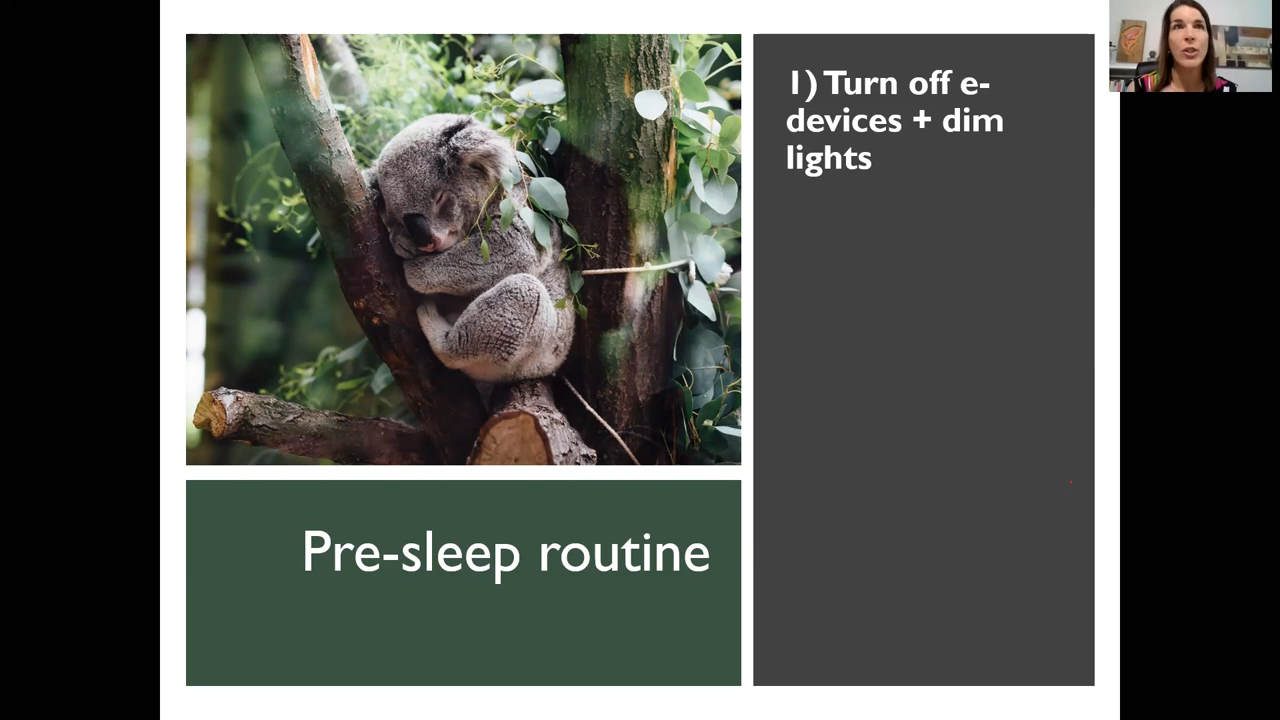 1) Turn off e-
devices + dim
lights
Pre-sleep routine